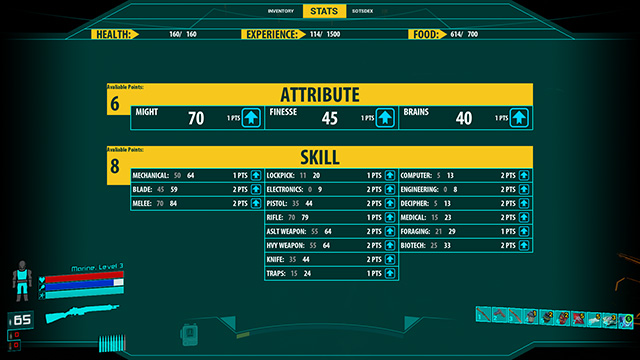 INVENTORY STATS BOTSDEX
HEALTH: 160/ 160 EXPERIENCE: 114/ 1500 FOOD: 614/ 700
Available Points:
6 ATTRIBUTE
MIGHT 70 1 PTS FINESSE 45 1 PTS BRAINS 40 1 PTS
Available Points:
8 SKILL
MECHANICAL: 50 64 1 PTS LOCKPICK: 11 20 1 PTS COMPUTER: 5 13 2 PTS
BLADE: 45 59 2 PTS ELECTRONICS: 0 9 2 PTS ENGINEERING: 0 8 2 PTS
MELEE: 70 84 2 PTS PISTOL: 35 44 2 PTS DECIPHER: 5 13 2 PTS
RIFLE: 70 79 1 PTS MEDICAL: 15 23 2 PTS
ASLT WEAPON: 55 64 2 PTS FORAGING: 21 29 1 PTS
HVY WEAPON: 55 64 2 PTS BIOTECH: 25 33 2 PTS
KNIFE: 35 44 2 PTS
TRAPS: 15 24 1 PTS
Marine, Level 3
65
0
0